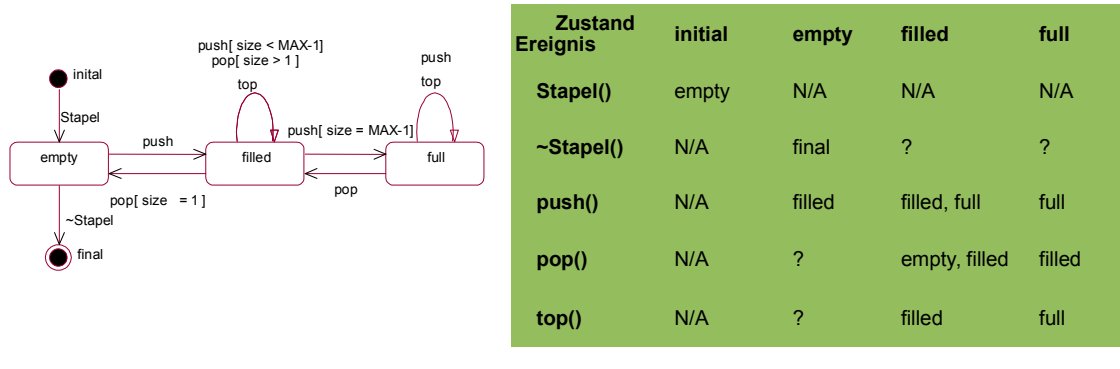 push[ size < MAX-1]
pop[ size > 1 ]
top
push
top
inital
Stapel
push
push[ size = MAX-1]
empty
filled
full
pop[ size = 1 ]
pop
~Stapel
final
Zustand
Ereignis initial empty filled full
Stapel() empty N/A N/A N/A
~Stapel() N/A final ? ?
push() N/A filled filled, full full
pop() N/A ? empty, filled filled
top() N/A ? filled full